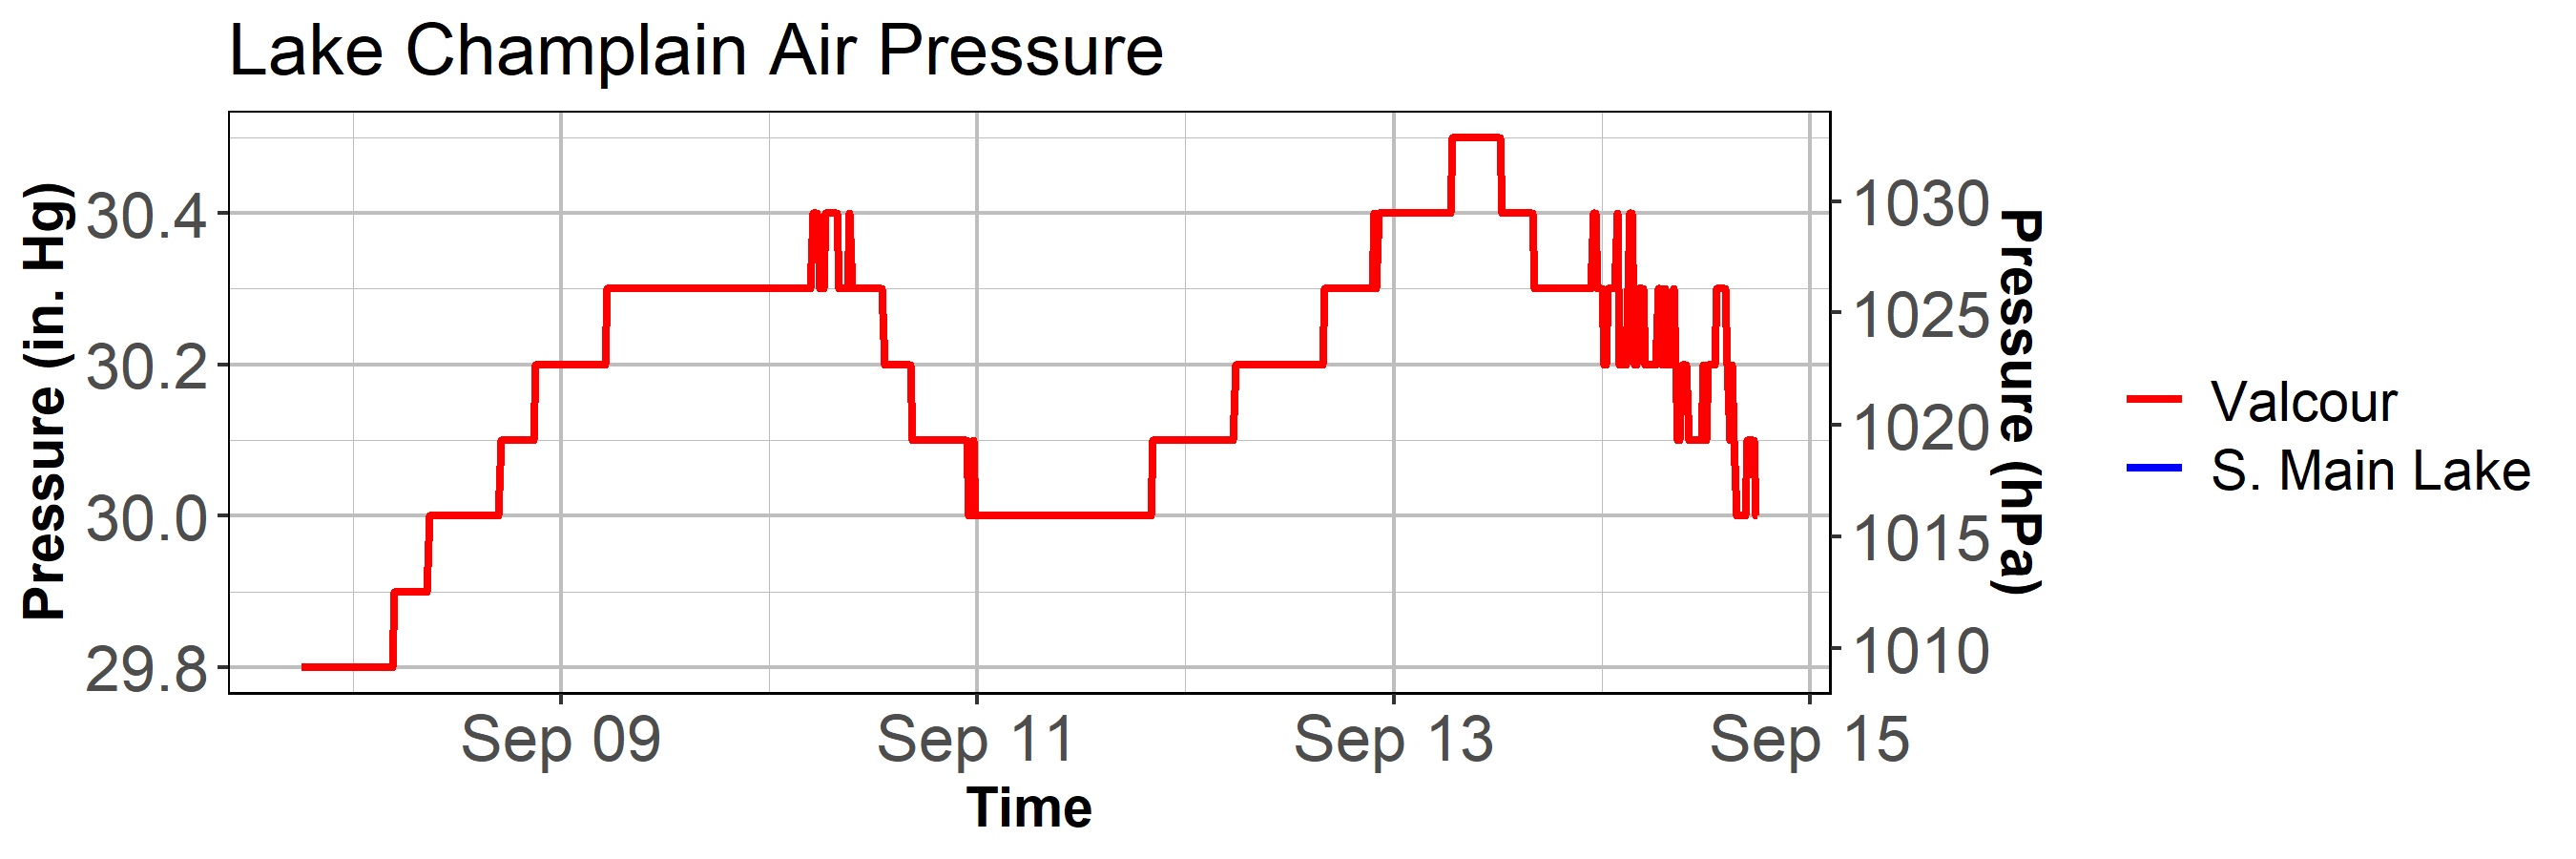 Lake Champlain Air Pressure
Pressure (in. Hg)
30.4
30.2
30.0
29.8
1030
1025
1020
1015
1010
Pressure (hPa)
Sep 09 Sep 11 Sep 13 Sep 15
Time
Valcour
S. Main Lake